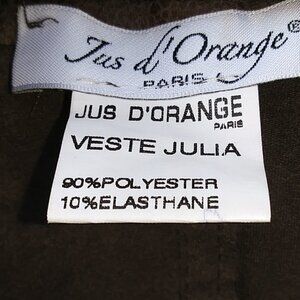 Jus d'Orange®
PARIS
JUS D'ORANGE
PARIS
VESTE JULIA
90%POLYESTER
10%ELASTHANE